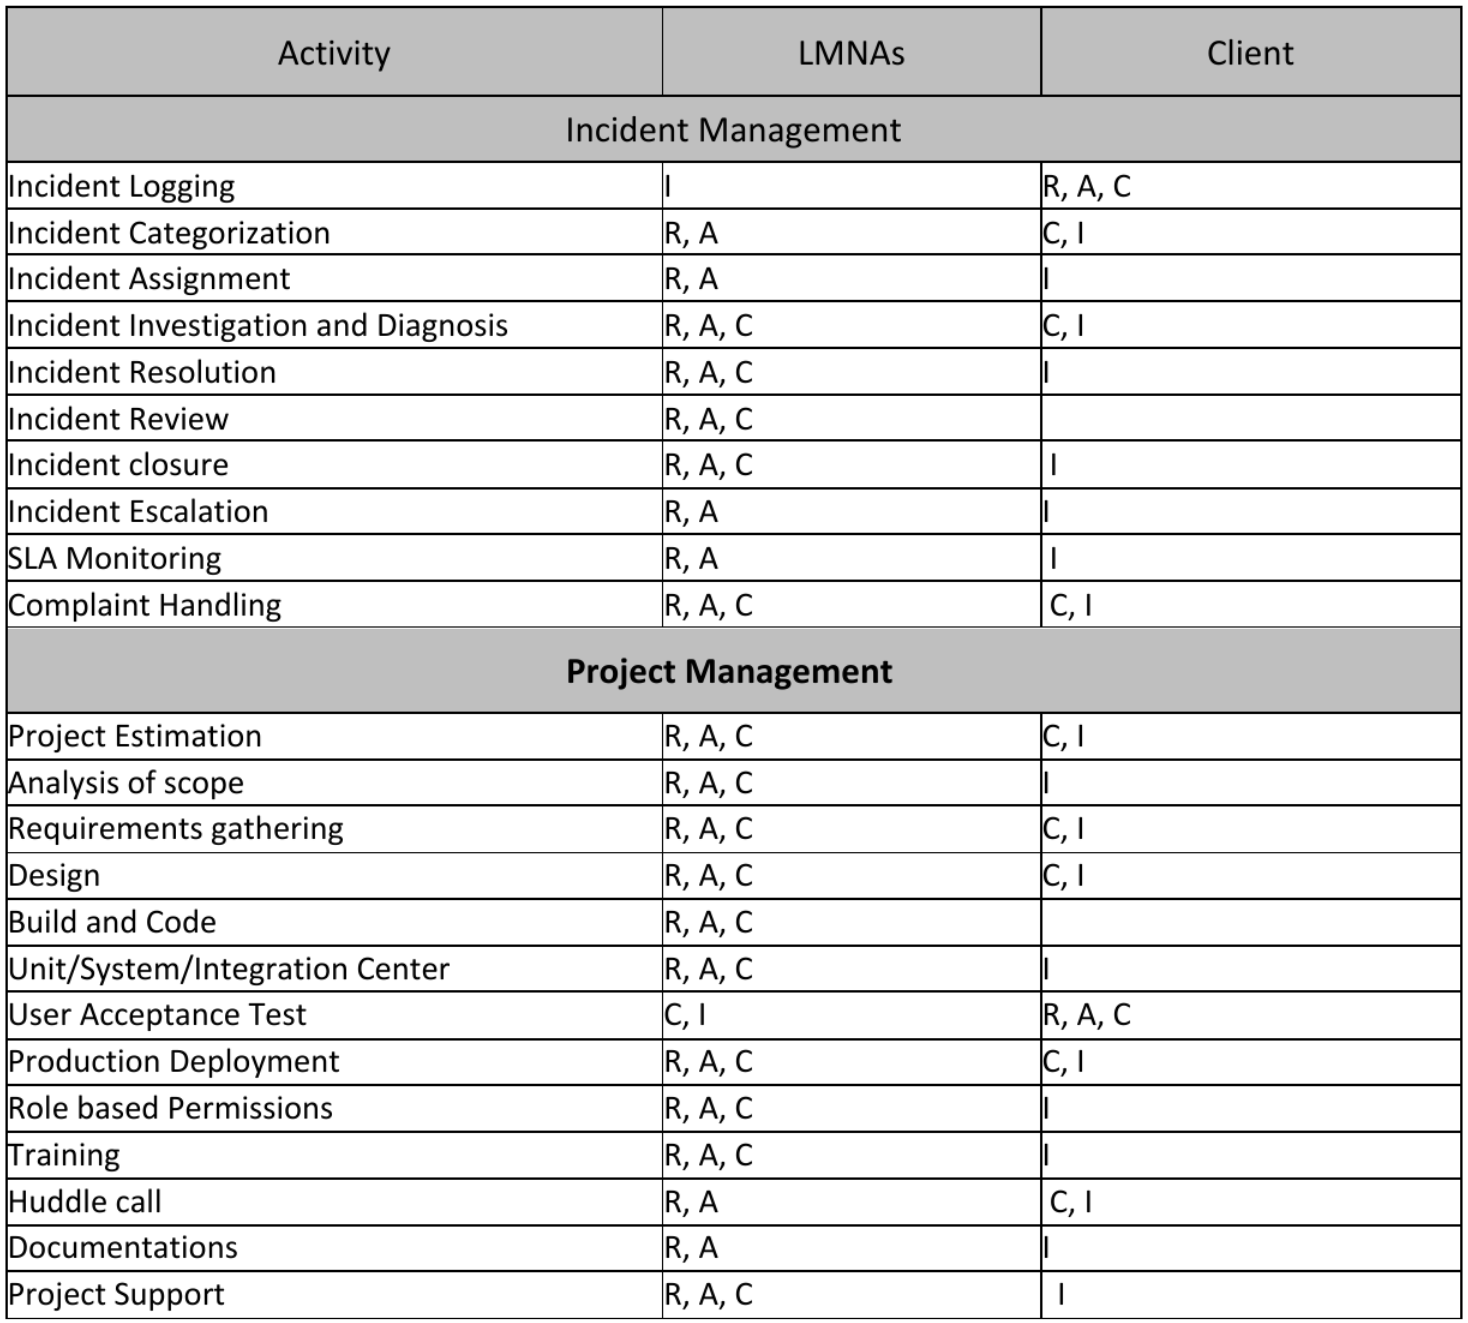 Activity LMNAs Client
Incident Management
Incident Logging I R, A, C
Incident Categorization R, A C, I
Incident Assignment R, A I
Incident Investigation and Diagnosis R, A, C C, I
Incident Resolution R, A, C I
Incident Review R, A, C
Incident closure R, A, C I
Incident Escalation R, A I
SLA Monitoring R, A I
Complaint Handling R, A, C C, I
Project Management
Project Estimation R, A, C C, I
Analysis of scope R, A, C I
Requirements gathering R, A, C C, I
Design R, A, C C, I
Build and Code R, A, C
Unit/System/Integration Center R, A, C I
User Acceptance Test C, I R, A, C
Production Deployment R, A, C C, I
Role based Permissions R, A, C I
Training R, A, C I
Huddle call R, A C, I
Documentations R, A I
Project Support R, A, C I